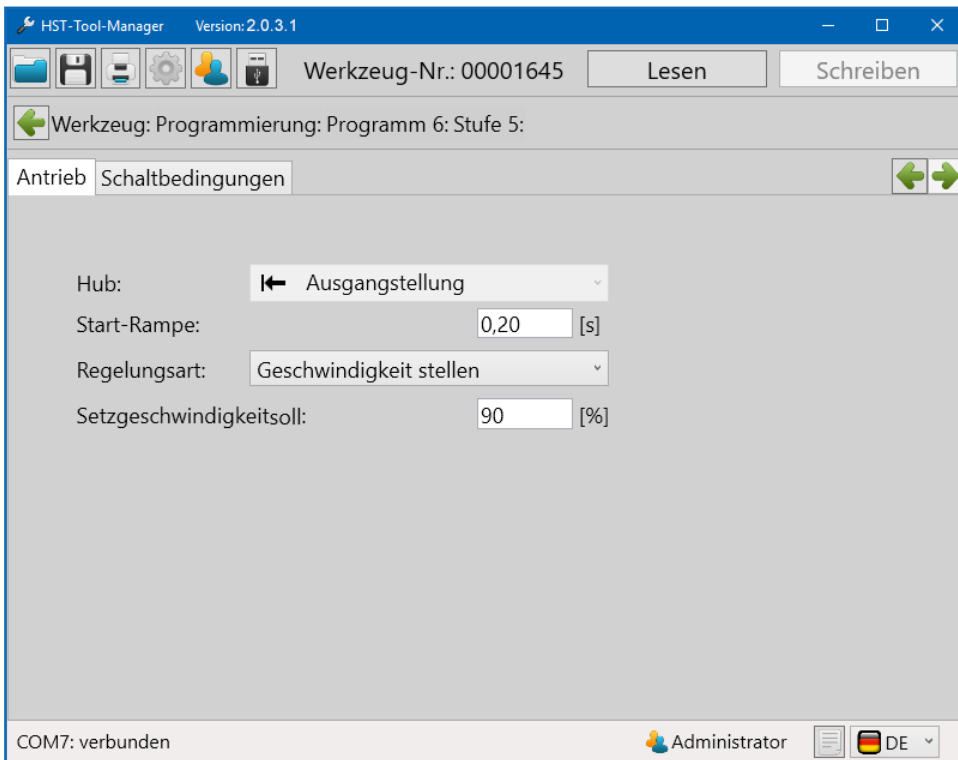 HST-Tool-Manager Version: 2.0.3.1
Werkzeug-Nr.: 00001645 Lesen Schreiben
Werkzeug: Programmierung: Programm 6: Stufe 5:
Antrieb Schaltbedingungen
Hub: Ausgangstellung
Start-Rampe: 0,20 [s]
Regelungsart: Geschwindigkeit stellen
Setzgeschwindigkeitsoll: 90 [%]
COM7: verbunden Administrator DE